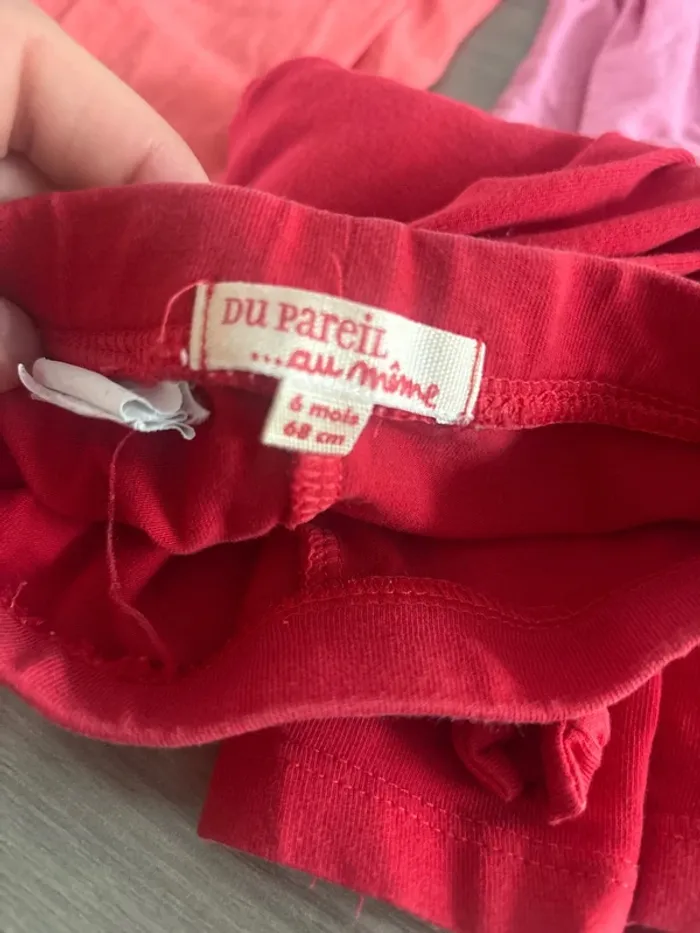 DU PAREIL
...au même
6 mois
68 cm